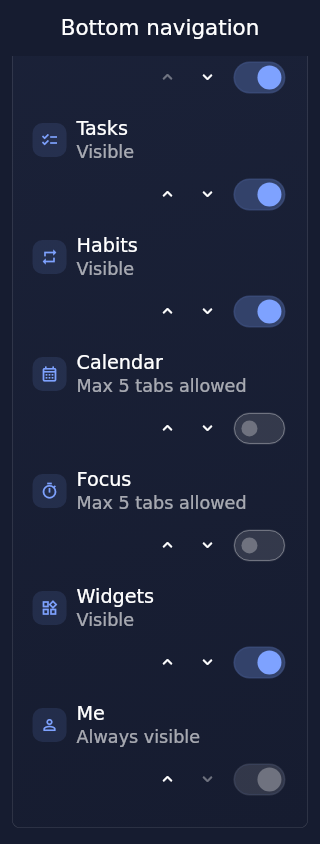 Bottom navigation
Tasks
Visible
Habits
Visible
Calendar
Max 5 tabs allowed
Focus
Max 5 tabs allowed
Widgets
Visible
Me
Always visible